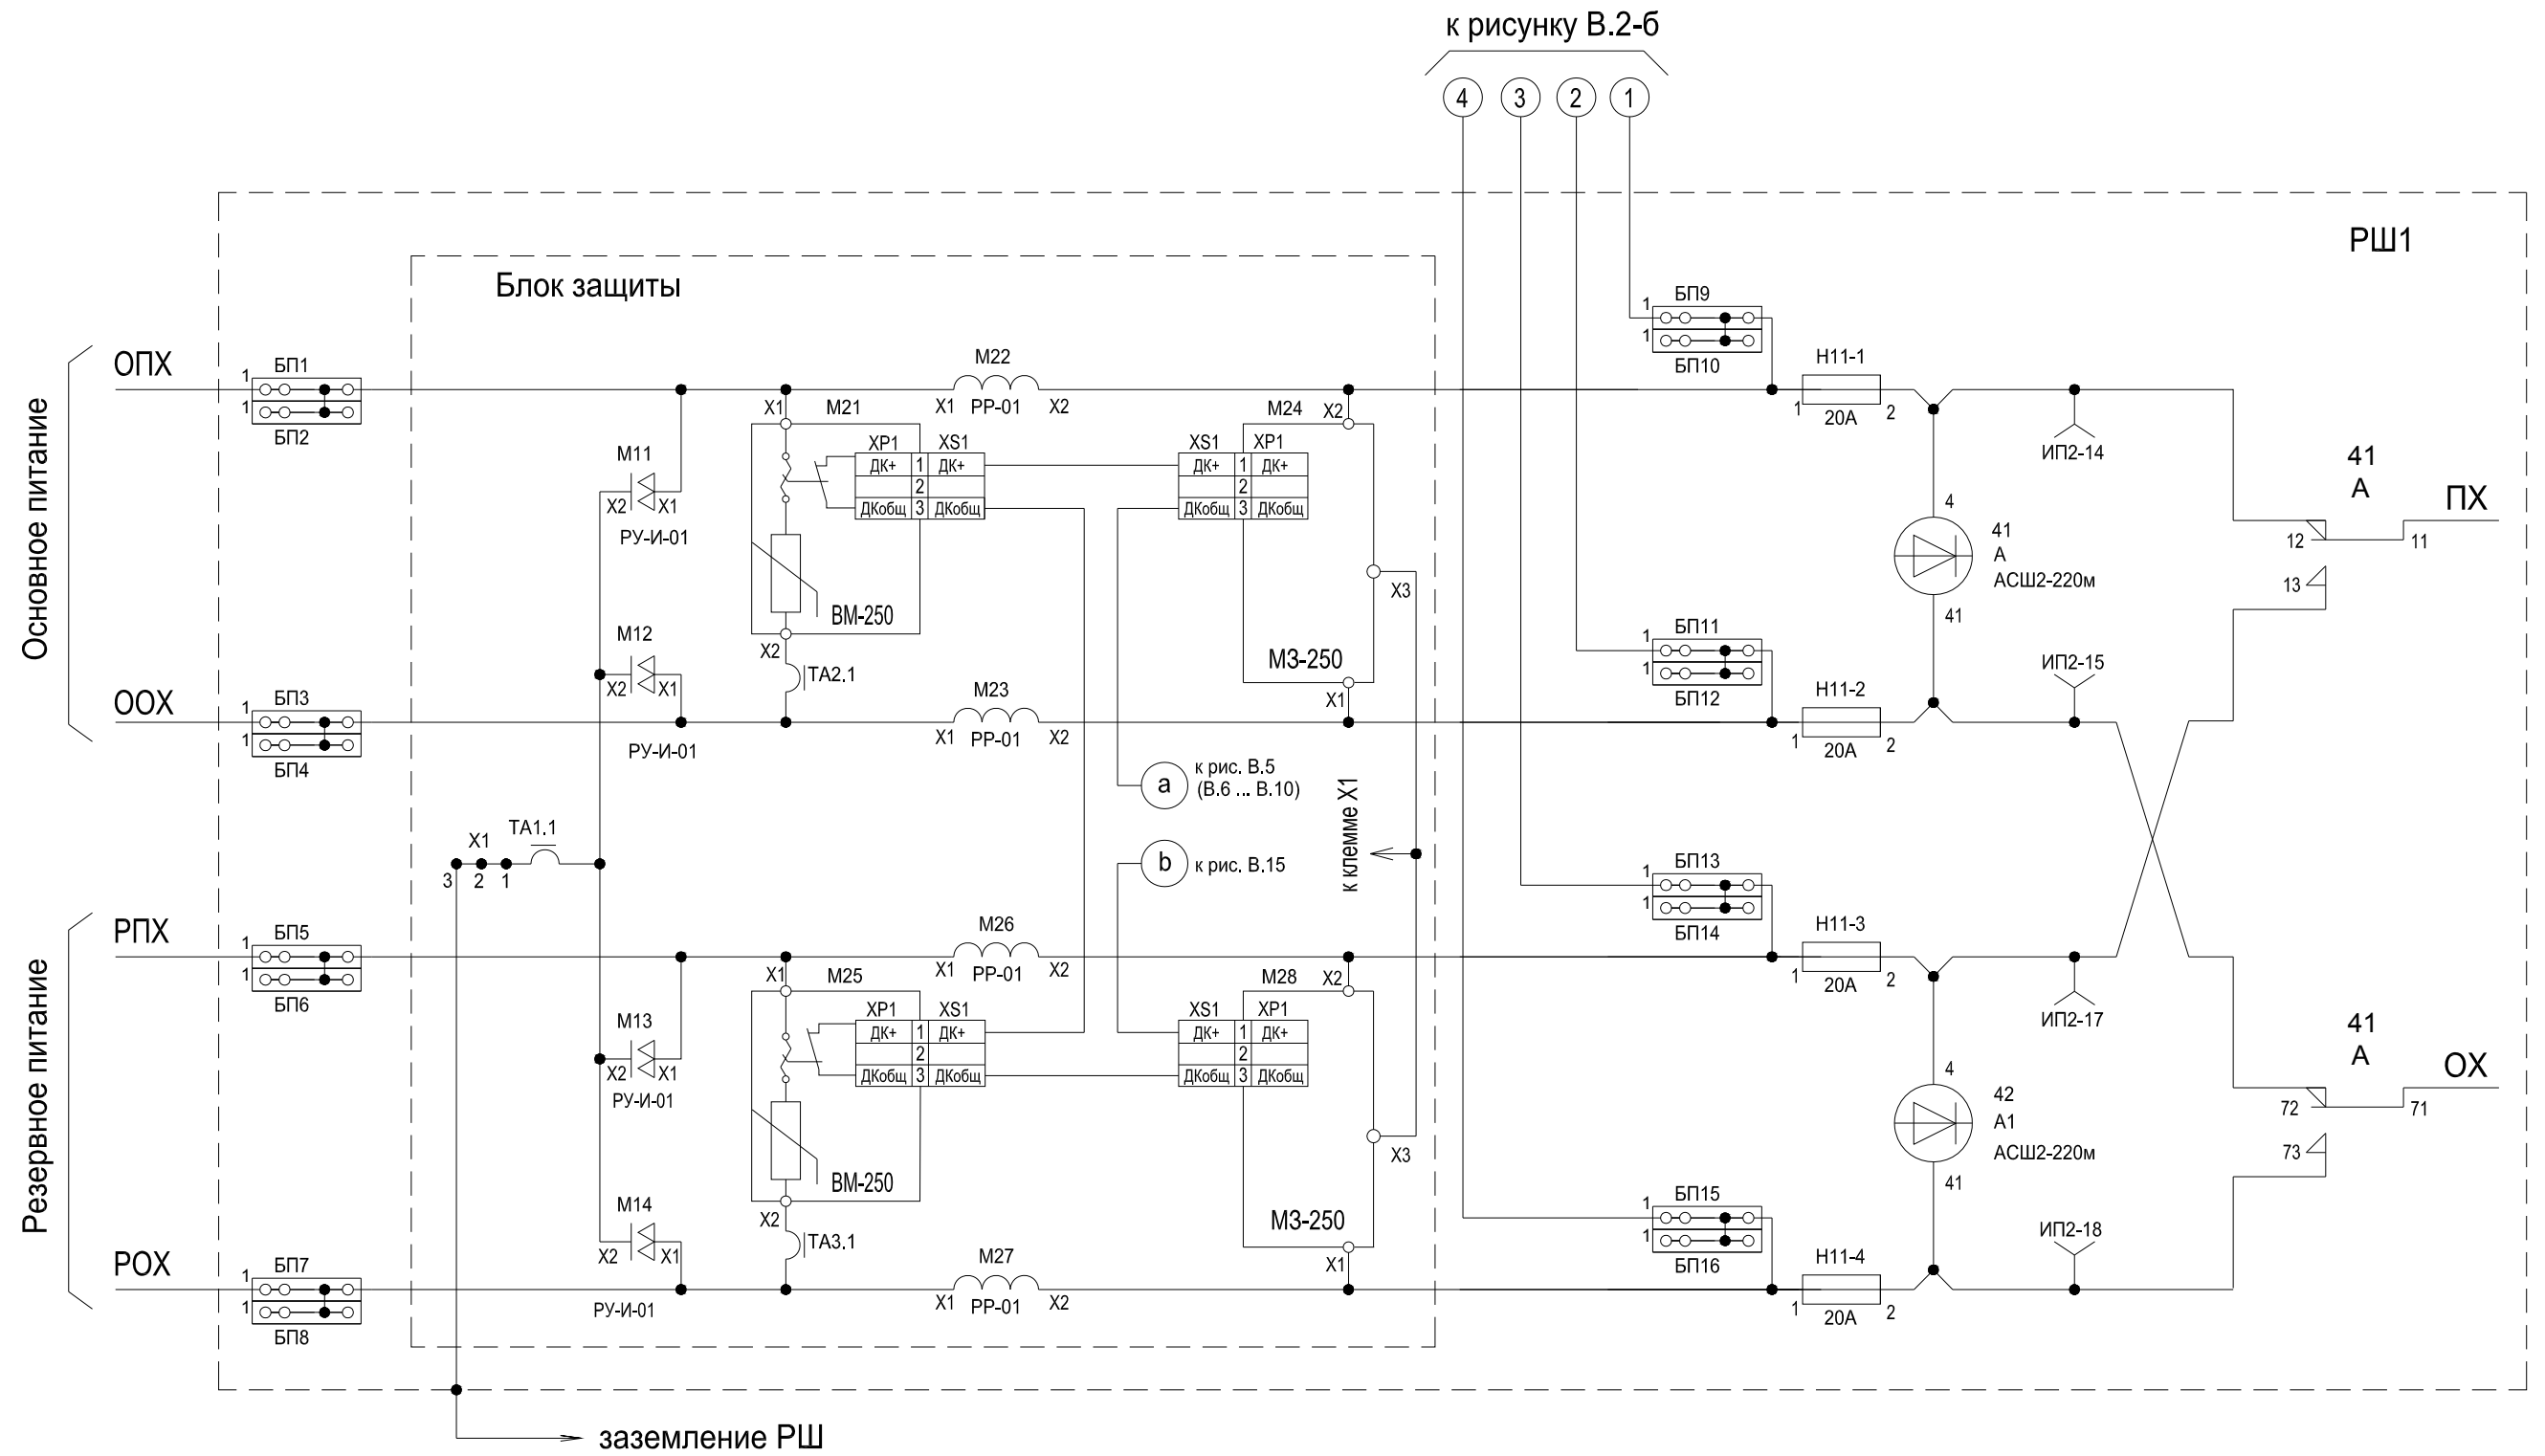 к рисунку В.2-б
4 3 2 1
РШ1
Блок защиты
Основное питание
ОПХ
1 БП1
1 БП2
М22
Х1 РР-01 Х2
Х1 М21
ХР1 XS1
ДК+ 1 ДК+
2
ДКобщ 3 ДКобщ
ВМ-250
Х2
ТА2.1
М11
Х2 Х1
РУ-И-01
М12
Х2 Х1
РУ-И-01
М24 Х2
XS1 ХР1
ДК+ 1 ДК+
2
ДКобщ 3 ДКобщ
Х3
МЗ-250
Х1
ООХ
1 БП3
1 БП4
М23
Х1 РР-01 Х2
а
к рис. В.5
(В.6 ... В.10)
b
к рис. В.15
к клемме Х1
Х1
ТА1.1
3 2 1
1 БП9
1 БП10
Н11-1
1 20А 2
ИП2-14
4
41
А
АСШ2-220м
41
1 БП11
1 БП12
Н11-2
1 20А 2
ИП2-15
41
А
ПХ
12 11
13
Резервное питание
РПХ
1 БП5
1 БП6
М26
Х1 РР-01 Х2
Х1 М25
ХР1 XS1
ДК+ 1 ДК+
2
ДКобщ 3 ДКобщ
ВМ-250
Х2
ТА3.1
М13
Х2 Х1
РУ-И-01
М14
Х2 Х1
РУ-И-01
М28 Х2
XS1 ХР1
ДК+ 1 ДК+
2
ДКобщ 3 ДКобщ
Х3
МЗ-250
Х1
РОХ
1 БП7
1 БП8
М27
Х1 РР-01 Х2
1 БП13
1 БП14
Н11-3
1 20А 2
ИП2-17
4
42
А1
АСШ2-220м
41
1 БП15
1 БП16
Н11-4
1 20А 2
ИП2-18
41
А
ОХ
72 71
73
заземление РШ